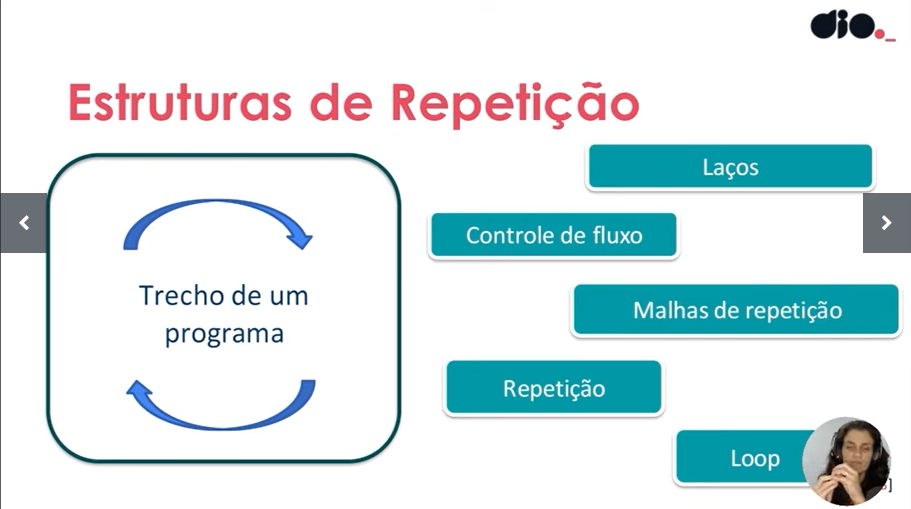 dio._
Estruturas de Repetição
Laços
Controle de fluxo
Trecho de um
programa
Malhas de repetição
Repetição
Loop
]